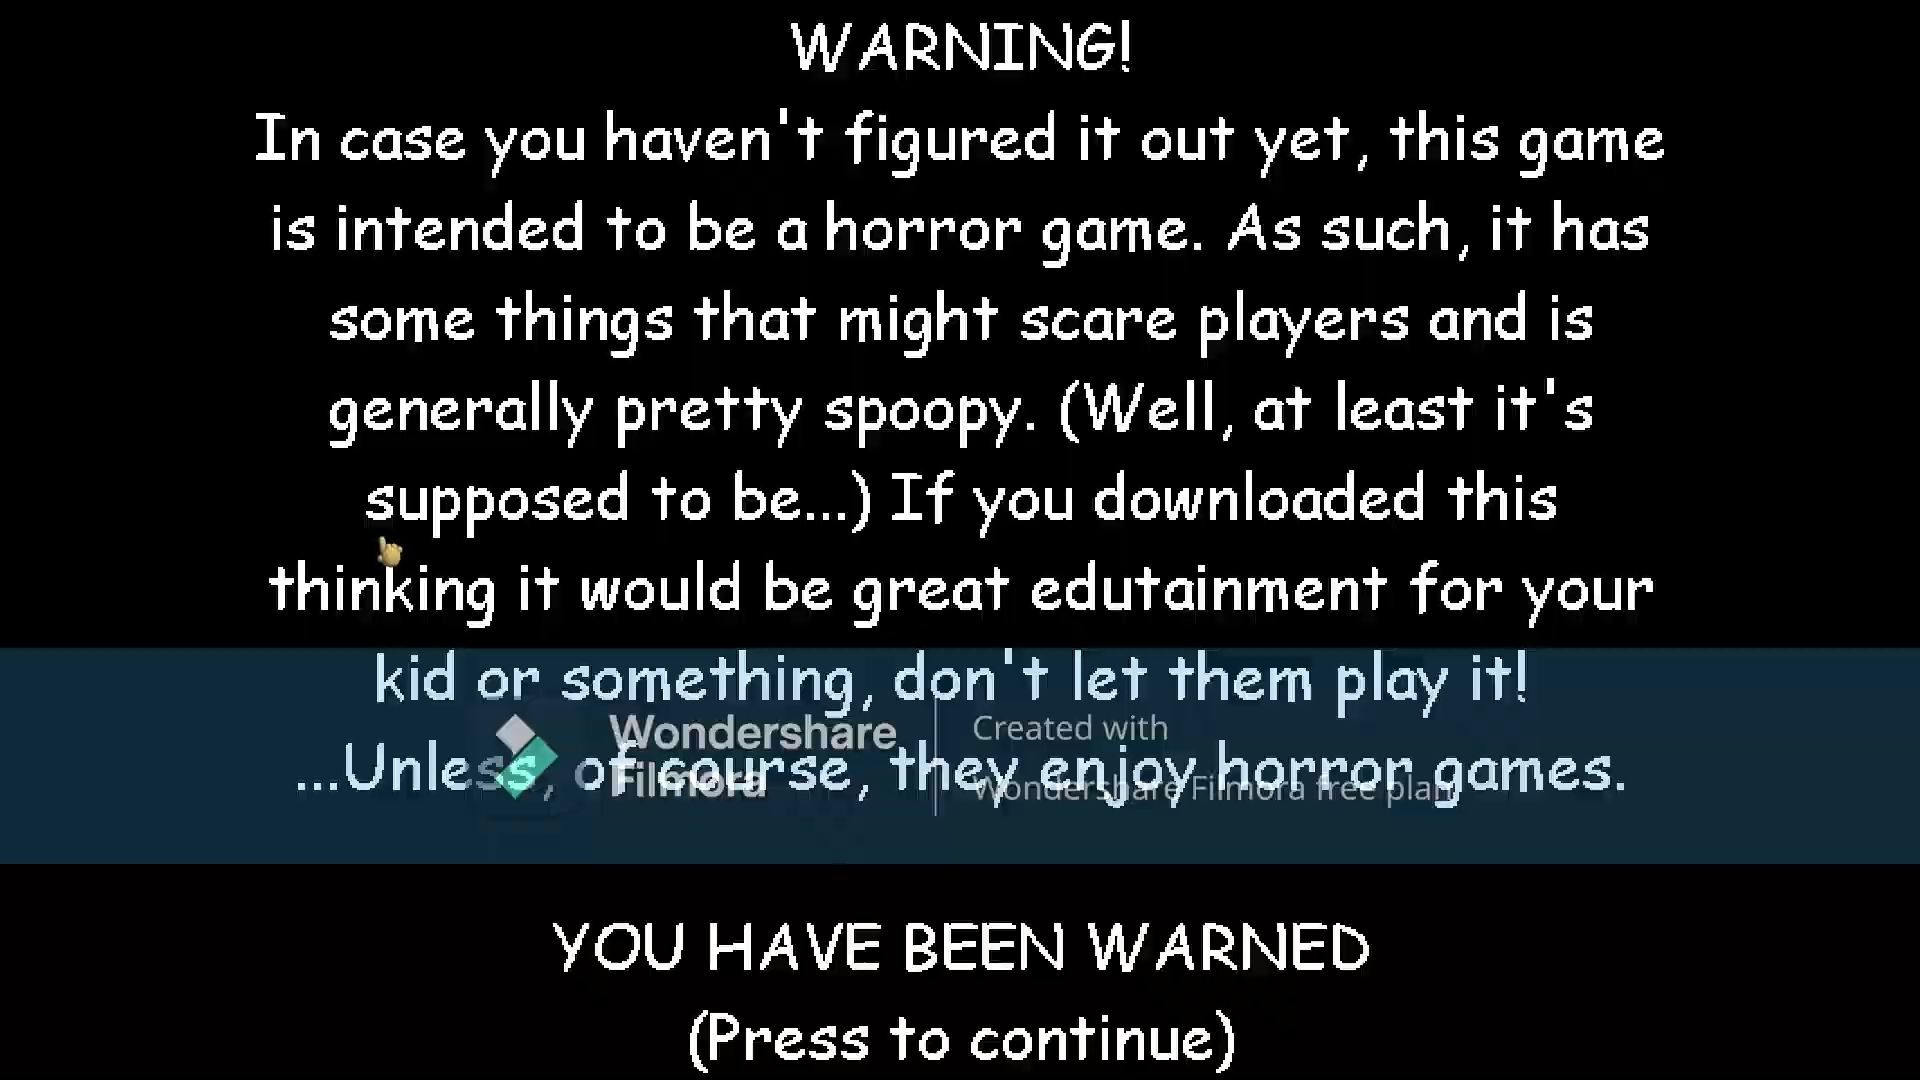 WARNING!
In case you haven't figured it out yet, this game
is intended to be a horror game. As such, it has
some things that might scare players and is
generally pretty spoopy. (Well, at least it's
supposed to be...) If you downloaded this
thinking it would be great edutainment for your
kid or something, don't let them play it!
...Unless, of course, they enjoy horror games.
Wondershare
Filmora
Created with
Wondershare Filmora free plan
YOU HAVE BEEN WARNED
(Press to continue)